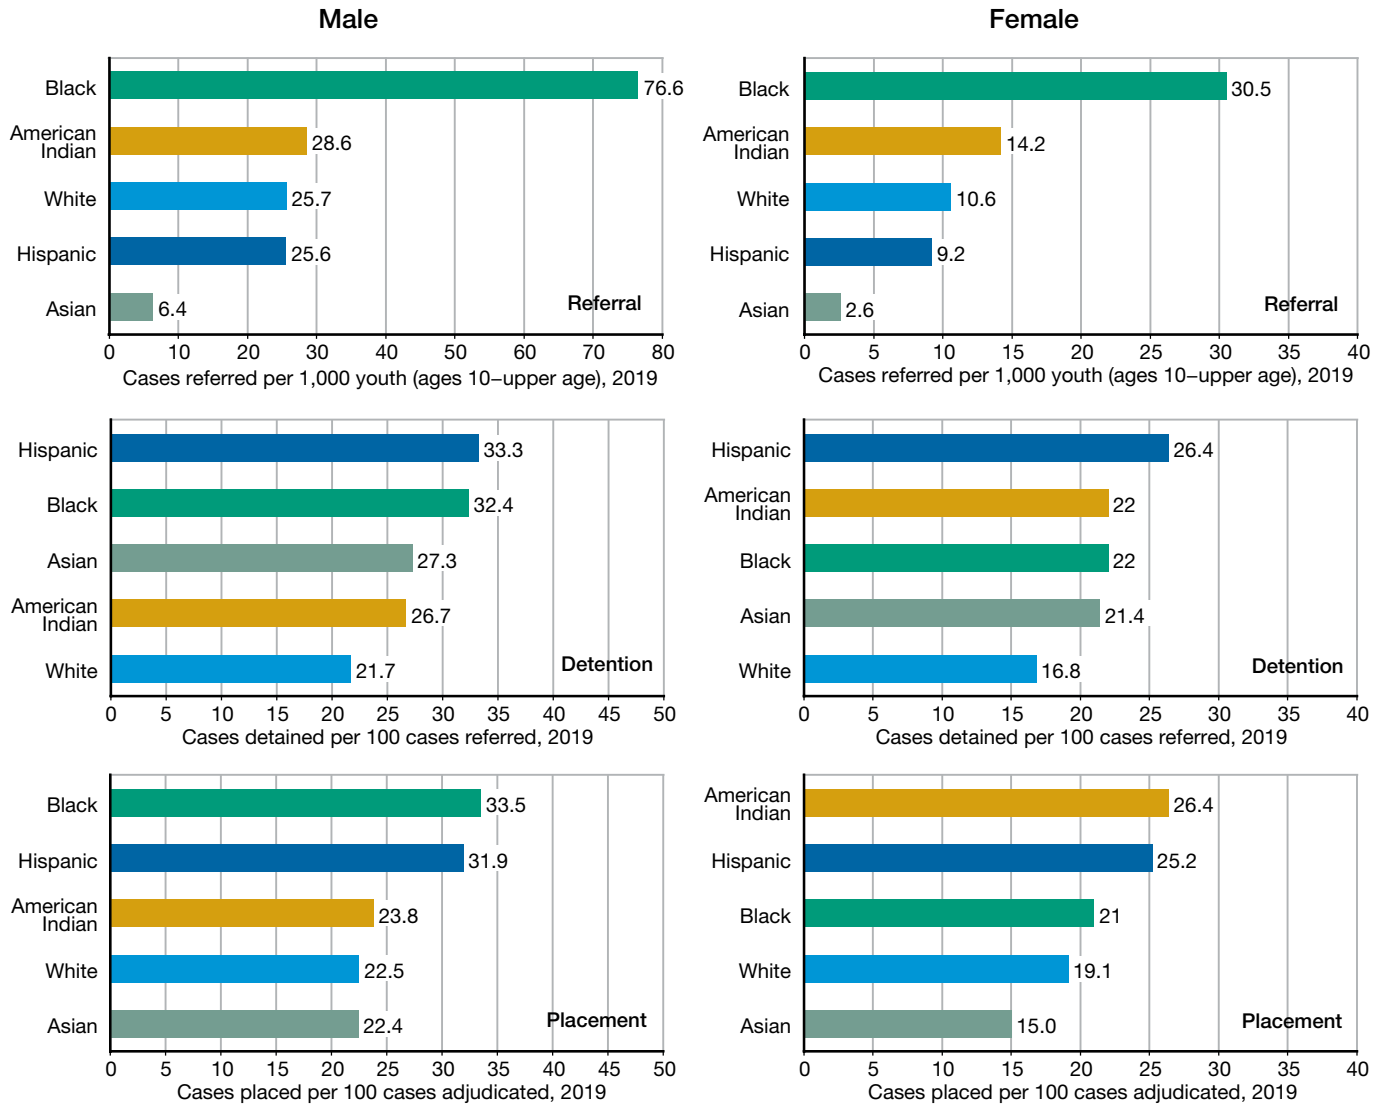 Male
Black
76.6
American
Indian
28.6
White
25.7
Hispanic
25.6
Asian
6.4
Referral
0 10 20 30 40 50 60 70 80
Cases referred per 1,000 youth (ages 10–upper age), 2019
Hispanic
33.3
Black
32.4
Asian
27.3
American
Indian
26.7
White
21.7
Detention
0 5 10 15 20 25 30 35 40 45 50
Cases detained per 100 cases referred, 2019
Black
33.5
Hispanic
31.9
American
Indian
23.8
White
22.5
Asian
22.4
Placement
0 5 10 15 20 25 30 35 40 45 50
Cases placed per 100 cases adjudicated, 2019
Female
Black
30.5
American
Indian
14.2
White
10.6
Hispanic
9.2
Asian
2.6
Referral
0 5 10 15 20 25 30 35 40
Cases referred per 1,000 youth (ages 10–upper age), 2019
Hispanic
26.4
American
Indian
22
Black
22
Asian
21.4
White
16.8
Detention
0 5 10 15 20 25 30 35 40
Cases detained per 100 cases referred, 2019
American
Indian
26.4
Hispanic
25.2
Black
21
White
19.1
Asian
15.0
Placement
0 5 10 15 20 25 30 35 40
Cases placed per 100 cases adjudicated, 2019